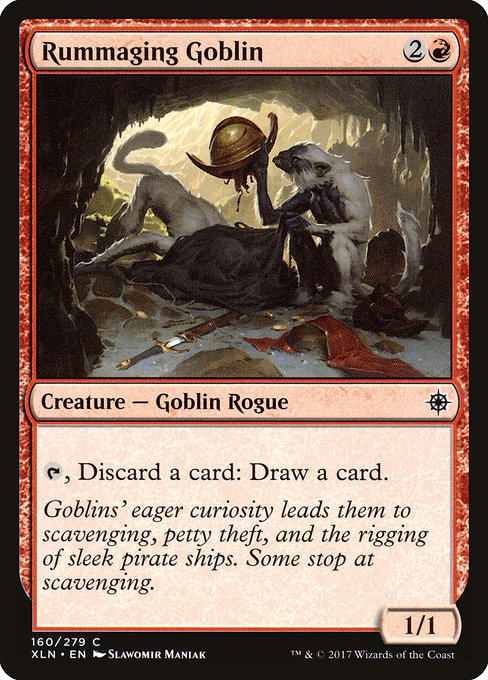 Rummaging Goblin 2
Creature — Goblin Rogue
, Discard a card: Draw a card.
Goblins' eager curiosity leads them to
scavenging, petty theft, and the rigging
of sleek pirate ships. Some stop at
scavenging.
1/1
160/279 C
XLN • EN Slawomir Maniak
™ & © 2017 Wizards of the Coast